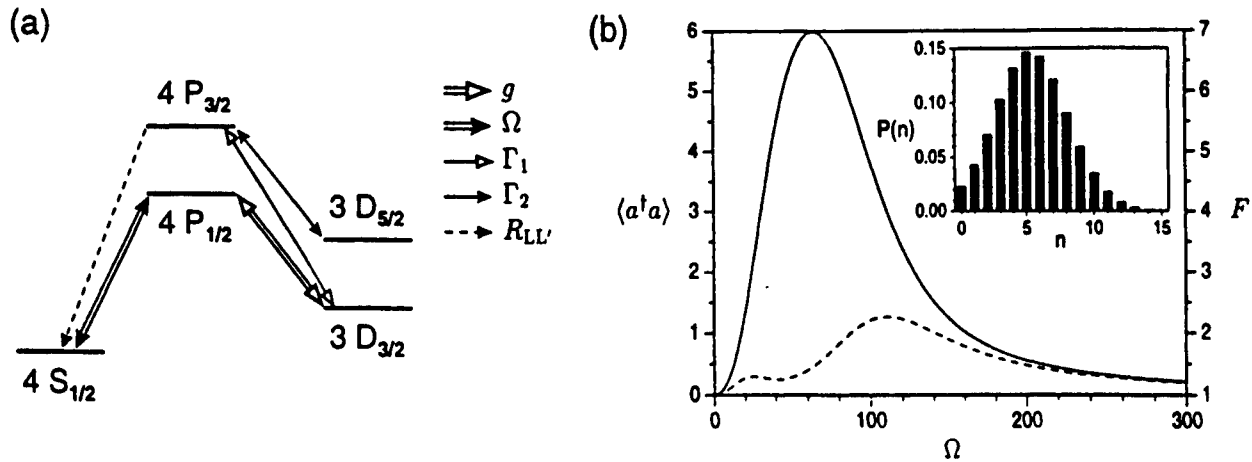 (a)
4 P3/2
4 P1/2
3 D5/2
3 D3/2
4 S1/2
g
Ω
Γ1
Γ2
RLL'
(b)
⟨a†a⟩
6
5
4
3
2
1
0
0
100
200
300
Ω
7
6
5
4
3
2
1
F
0.15
0.10
0.05
0.00
P(n)
0
5
10
15
n